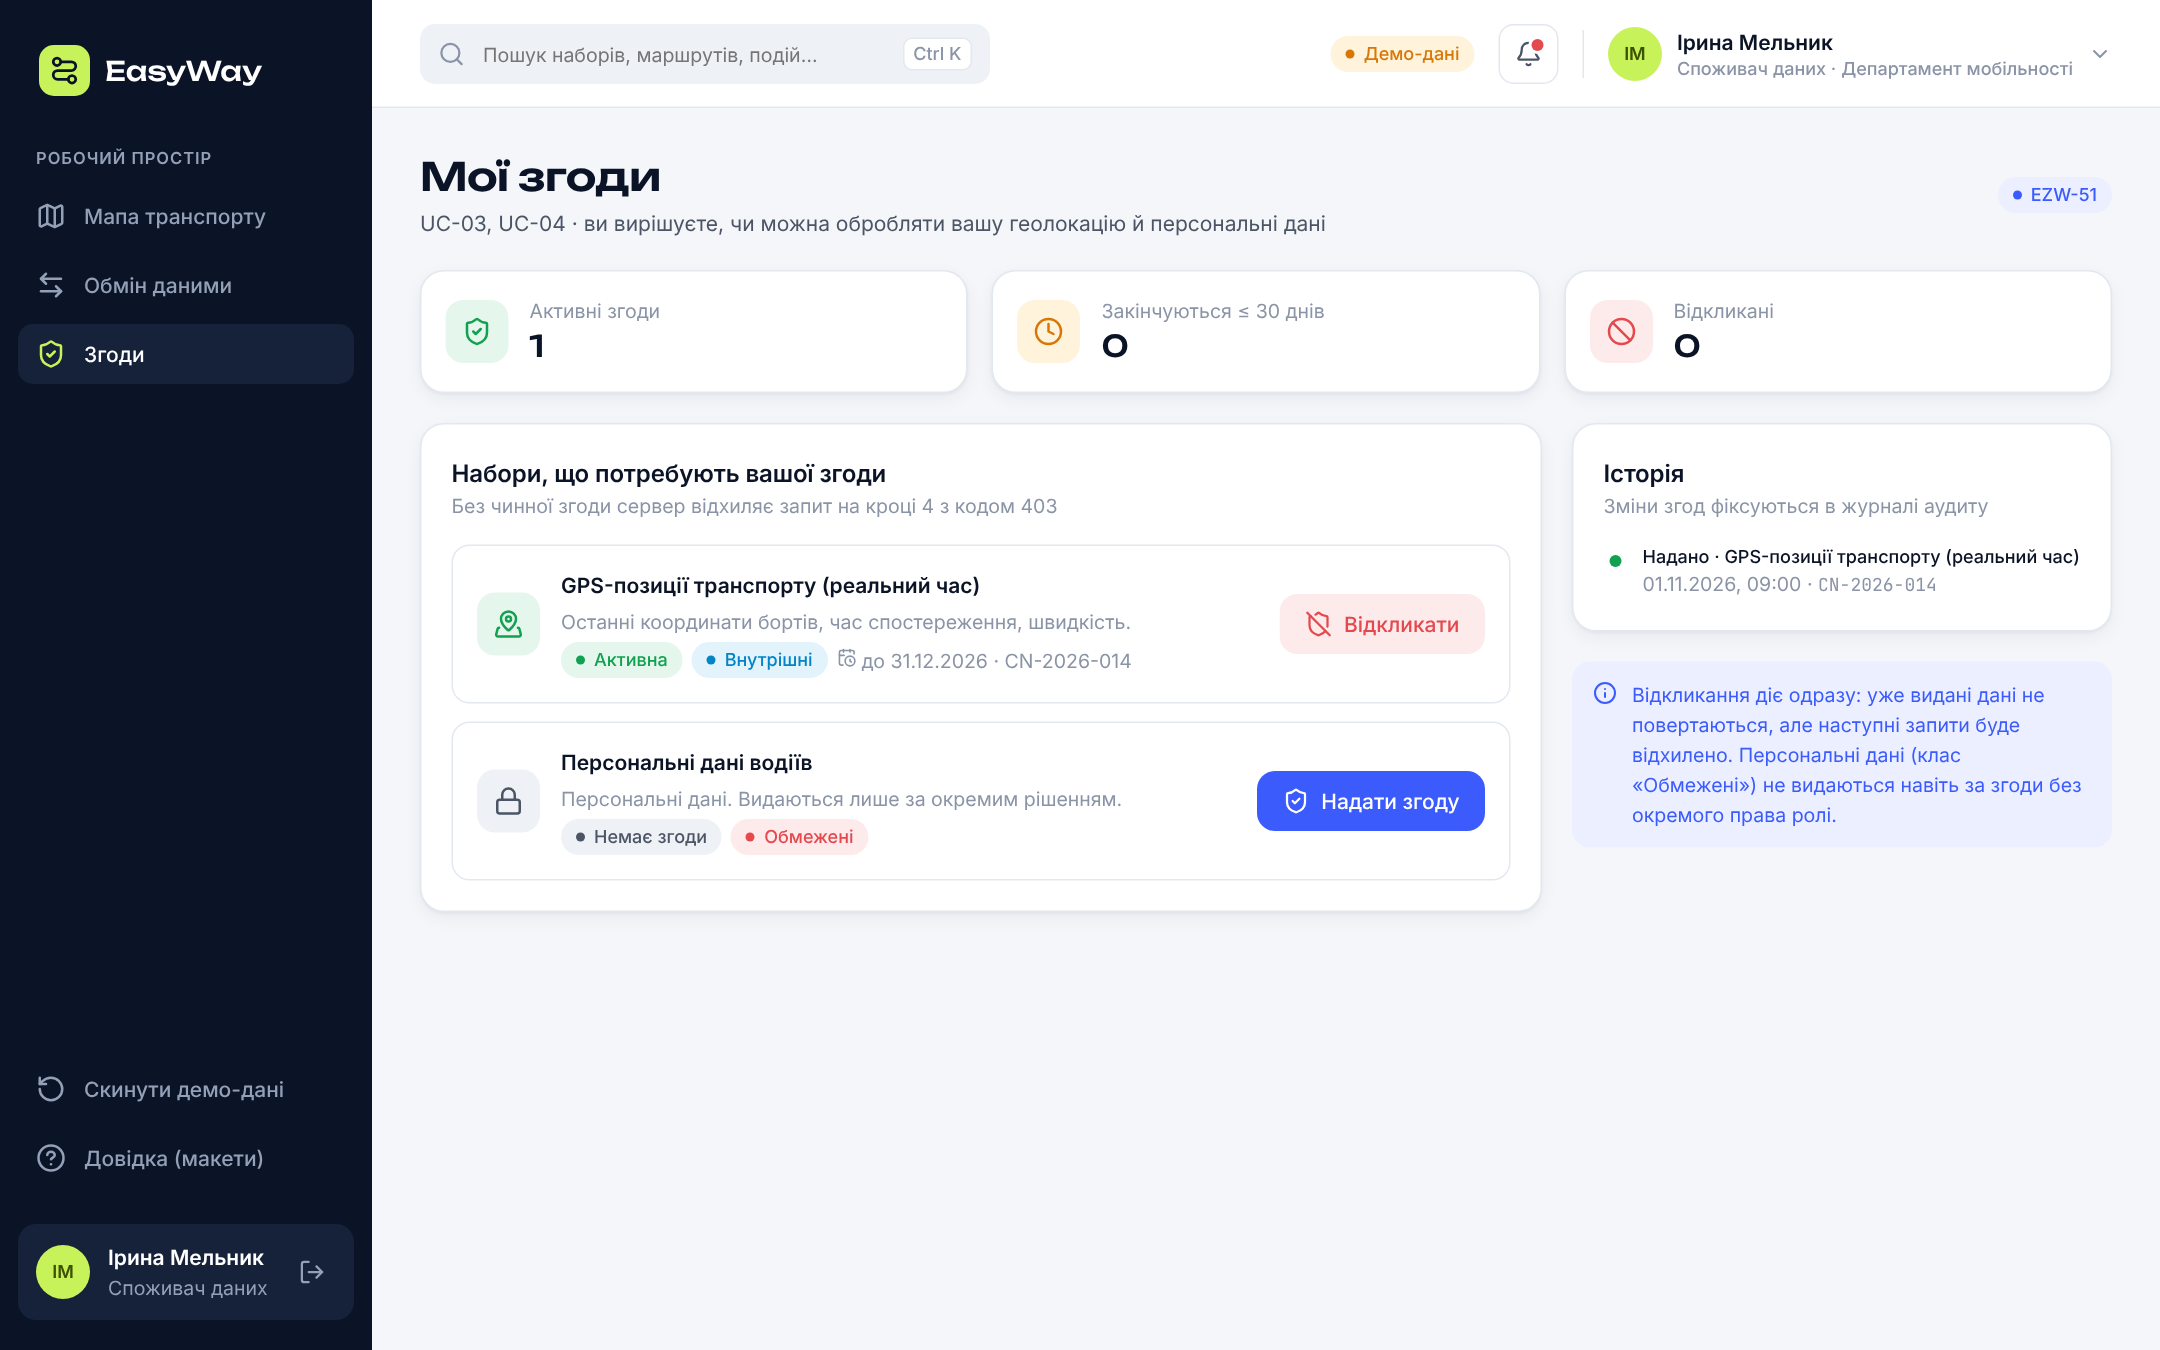 EasyWay
РОБОЧИЙ ПРОСТІР
Мапа транспорту
Обмін даними
Згоди
Скинути демо-дані
Довідка (макети)
ІМ
Ірина Мельник
Споживач даних
Пошук наборів, маршрутів, подій...
Ctrl K
Демо-дані
ІМ
Ірина Мельник
Споживач даних · Департамент мобільності
Мої згоди
UC-03, UC-04 · ви вирішуєте, чи можна обробляти вашу геолокацію й персональні дані
EZW-51
Активні згоди
1
Закінчуються ≤ 30 днів
0
Відкликані
0
Набори, що потребують вашої згоди
Без чинної згоди сервер відхиляє запит на кроці 4 з кодом 403
GPS-позиції транспорту (реальний час)
Останні координати бортів, час спостереження, швидкість.
Активна
Внутрішні
до 31.12.2026 · CN-2026-014
Відкликати
Персональні дані водіїв
Персональні дані. Видаються лише за окремим рішенням.
Немає згоди
Обмежені
Надати згоду
Історія
Зміни згод фіксуються в журналі аудиту
Надано · GPS-позиції транспорту (реальний час)
01.11.2026, 09:00 · CN-2026-014
Відкликання діє одразу: уже видані дані не
повертаються, але наступні запити буде
відхилено. Персональні дані (клас
«Обмежені») не видаються навіть за згоди без
окремого права ролі.